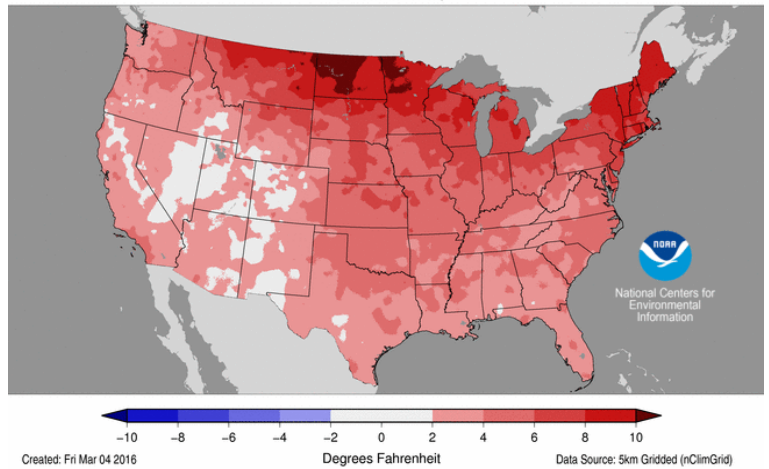 NOAA
National Centers for
Environmental
Information
−10 −8 −6 −4 −2 0 2 4 6 8 10
Created: Fri Mar 04 2016
Degrees Fahrenheit
Data Source: 5km Gridded (nClimGrid)